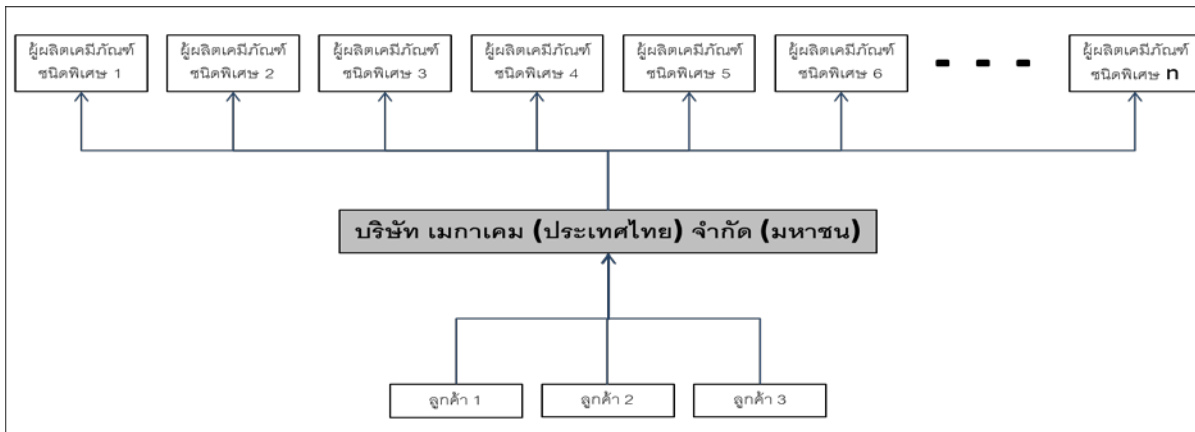 ผู้ผลิตเคมีภัณฑ์
ชนิดพิเศษ 1
ผู้ผลิตเคมีภัณฑ์
ชนิดพิเศษ 2
ผู้ผลิตเคมีภัณฑ์
ชนิดพิเศษ 3
ผู้ผลิตเคมีภัณฑ์
ชนิดพิเศษ 4
ผู้ผลิตเคมีภัณฑ์
ชนิดพิเศษ 5
ผู้ผลิตเคมีภัณฑ์
ชนิดพิเศษ 6
- - -
ผู้ผลิตเคมีภัณฑ์
ชนิดพิเศษ n
บริษัท เมกาเคม (ประเทศไทย) จำกัด (มหาชน)
ลูกค้า 1
ลูกค้า 2
ลูกค้า 3